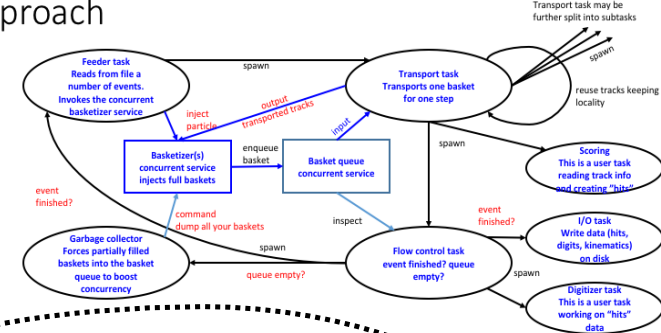 proach
Transport task may be
further split into subtasks
spawn
Feeder task
Reads from file a
number of events.
Invokes the concurrent
basketizer service
spawn
Transport task
Transports one basket
for one step
reuse tracks keeping
locality
inject
particle
output
transported tracks
input
spawn
Basketizer(s)
concurrent service
injects full baskets
enqueue
basket
Basket queue
concurrent service
Scoring
This is a user task
reading track info
and creating "hits"
event
finished?
command
dump all your baskets
inspect
event
finished?
I/O task
Write data (hits,
digits, kinematics)
on disk
Garbage collector
Forces partially filled
baskets into the basket
queue to boost
concurrency
spawn
queue empty?
Flow control task
event finished? queue
empty?
spawn
Digitizer task
This is a user task
working on "hits"
data